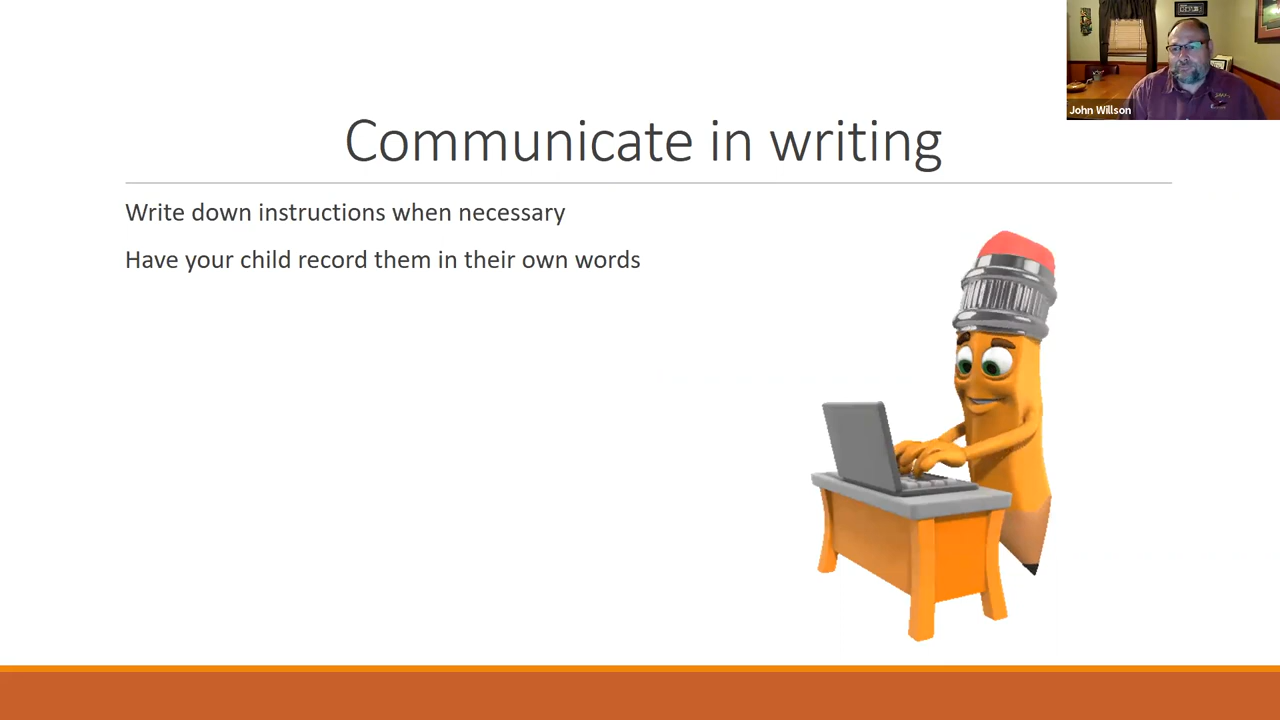 Communicate in writing
Write down instructions when necessary
Have your child record them in their own words
John Willson